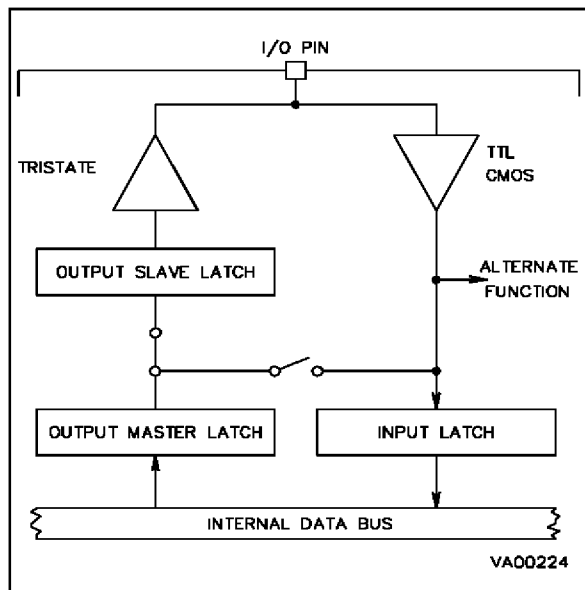 I/O PIN
TRISTATE
TTL
CMOS
OUTPUT SLAVE LATCH
ALTERNATE
FUNCTION
OUTPUT MASTER LATCH
INPUT LATCH
INTERNAL DATA BUS
VA00224